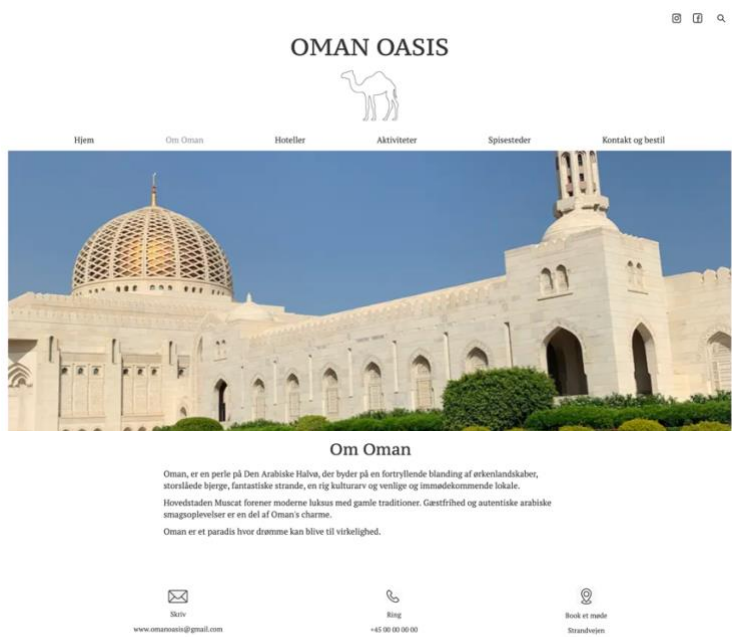 OMAN OASIS
Hjem Om Oman Hoteller Aktiviteter Spisesteder Kontakt og bestil
Om Oman
Oman, er en perle på Den Arabiske Halvø, der byder på en fortryllende blanding af ørkenlandskaber,
storslåede bjerge, fantastiske strande, en rig kulturarv og venlige og immødekommende lokale.
Hovedstaden Muscat forener moderne luksus med gamle traditioner. Gæstfrihed og autentiske arabiske
smagsoplevelser er en del af Oman's charme.
Oman er et paradis hvor drømme kan blive til virkelighed.
Skriv Ring Book et møde
www.omanoasis@gmail.com +45 00 00 00 00 Strandvejen